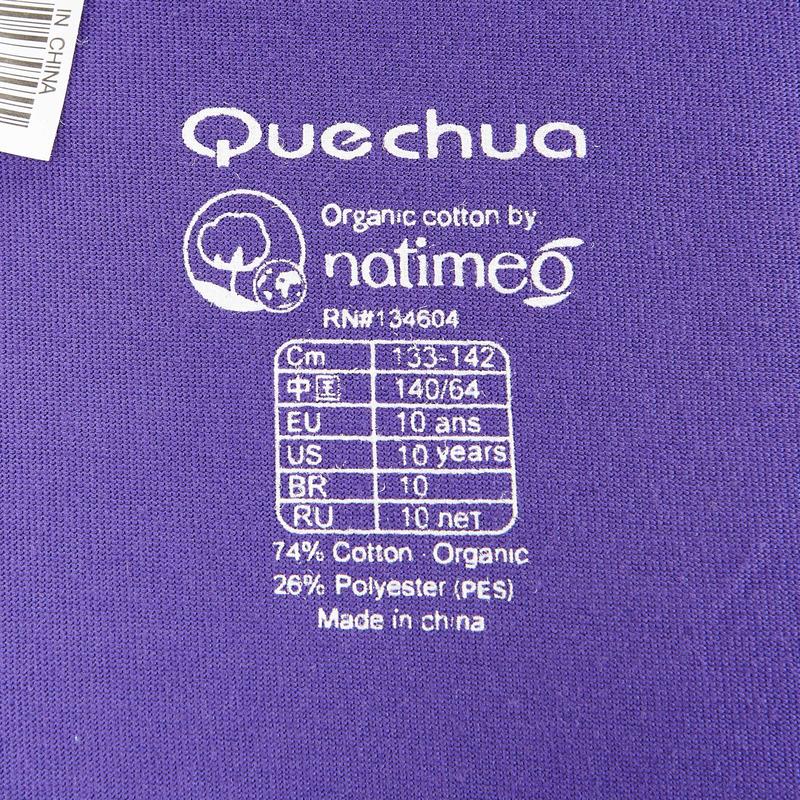 IN CHINA
Quechua
Organic cotton by
natimeo
RN#134604
Cm 133-142
中国 140/64
EU 10 ans
US 10 years
BR 10
RU 10 лет
74% Cotton · Organic
26% Polyester (PES)
Made in china